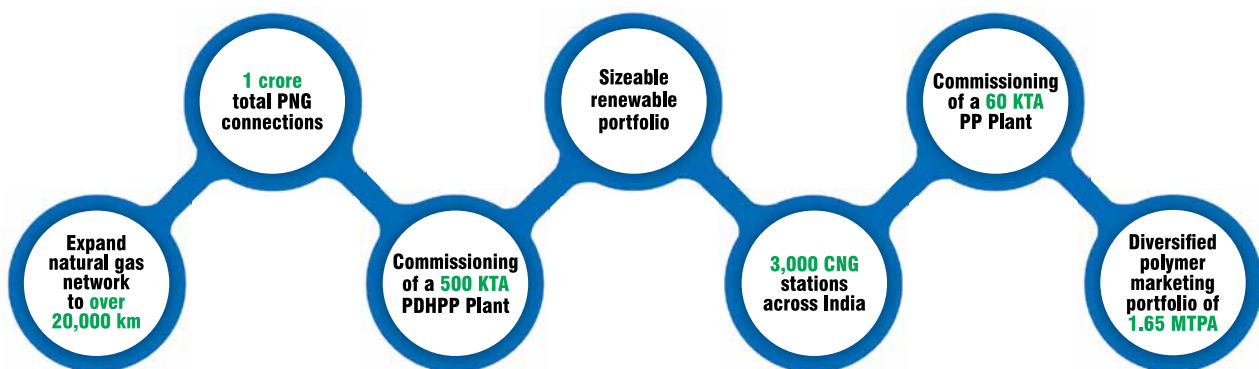 Expand
natural gas
network
to over
20,000 km
1 crore
total PNG
connections
Commissioning
of a 500 KTA
PDHPP Plant
Sizeable
renewable
portfolio
3,000 CNG
stations
across India
Commissioning
of a 60 KTA
PP Plant
Diversified
polymer
marketing
portfolio of
1.65 MTPA